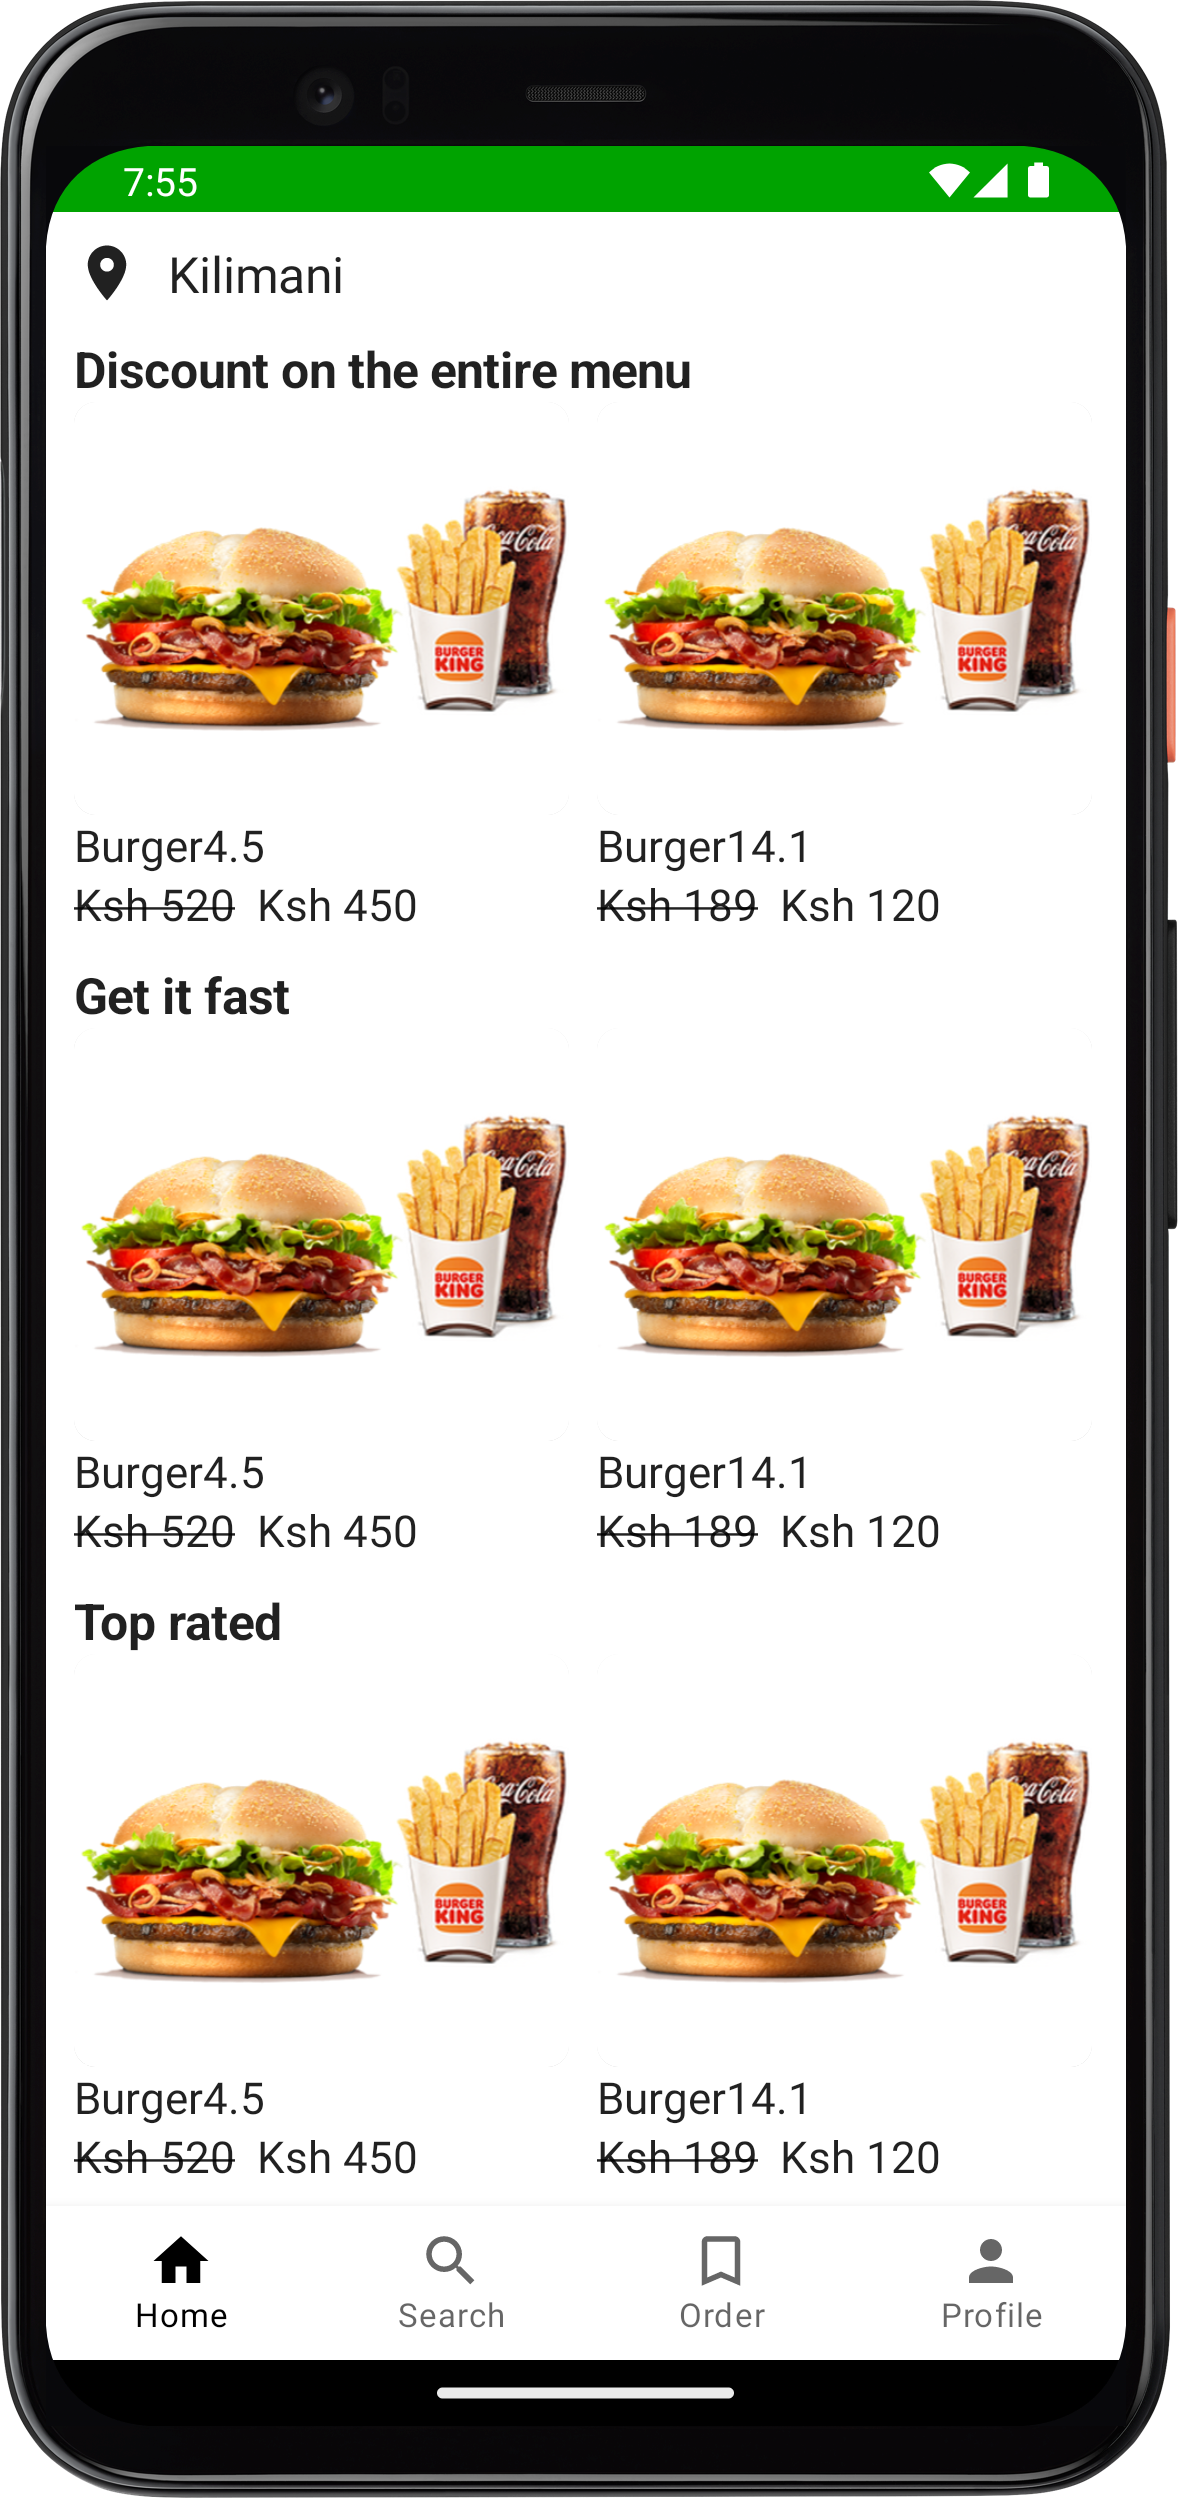 7:55
Kilimani
Discount on the entire menu
Coca-Cola
BURGER
KING
Coca-Cola
BURGER
KING
Burger4.5
Burger14.1
Ksh 520 Ksh 450
Ksh 189 Ksh 120
Get it fast
Coca-Cola
BURGER
KING
Coca-Cola
BURGER
KING
Burger4.5
Burger14.1
Ksh 520 Ksh 450
Ksh 189 Ksh 120
Top rated
Coca-Cola
BURGER
KING
Coca-Cola
BURGER
KING
Burger4.5
Burger14.1
Ksh 520 Ksh 450
Ksh 189 Ksh 120
Home
Search
Order
Profile